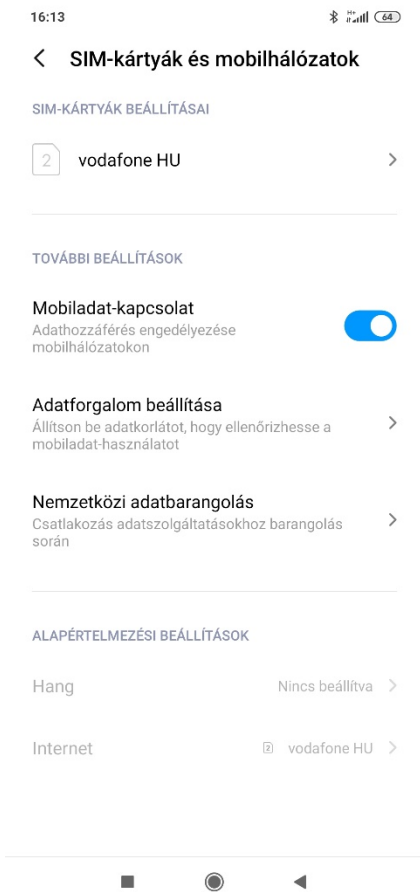 16:13
H+
64
SIM-kártyák és mobilhálózatok
SIM-KÁRTYÁK BEÁLLÍTÁSAI
2 vodafone HU
TOVÁBBI BEÁLLÍTÁSOK
Mobiladat-kapcsolat
Adathozzáférés engedélyezése
mobilhálózatokon
Adatforgalom beállítása
Állítson be adatkorlátot, hogy ellenőrizhesse a
mobiladat-használatot
Nemzetközi adatbarangolás
Csatlakozás adatszolgáltatásokhoz barangolás
során
ALAPÉRTELMEZÉSI BEÁLLÍTÁSOK
Hang Nincs beállítva
Internet 2 vodafone HU